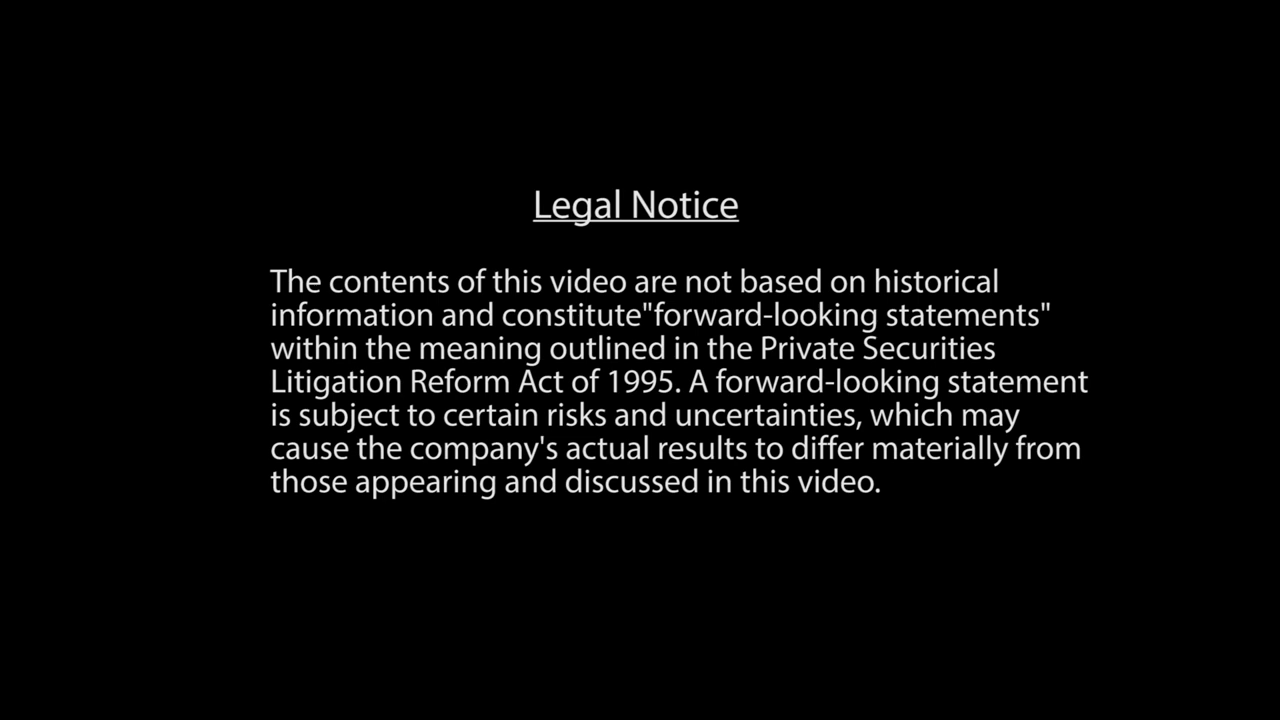 Legal Notice
The contents of this video are not based on historical
information and constitute"forward-looking statements"
within the meaning outlined in the Private Securities
Litigation Reform Act of 1995. A forward-looking statement
is subject to certain risks and uncertainties, which may
cause the company's actual results to differ materially from
those appearing and discussed in this video.